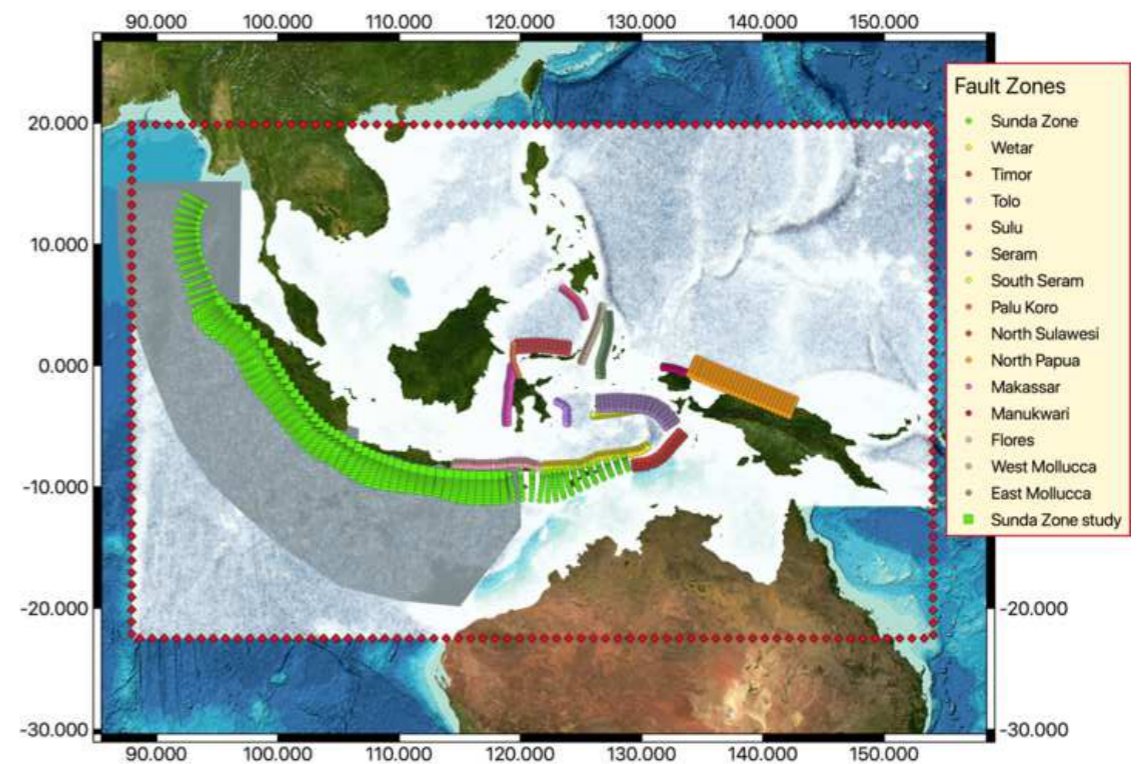 90.000 100.000 110.000 120.000 130.000 140.000 150.000
20.000
10.000
0.000
-10.000
-20.000
-30.000
Fault Zones
Sunda Zone
Wetar
Timor
Tolo
Sulu
Seram
South Seram
Palu Koro
North Sulawesi
North Papua
Makassar
Manukwari
Flores
West Mollucca
East Mollucca
Sunda Zone study
-20.000
-30.000
90.000 100.000 110.000 120.000 130.000 140.000 150.000